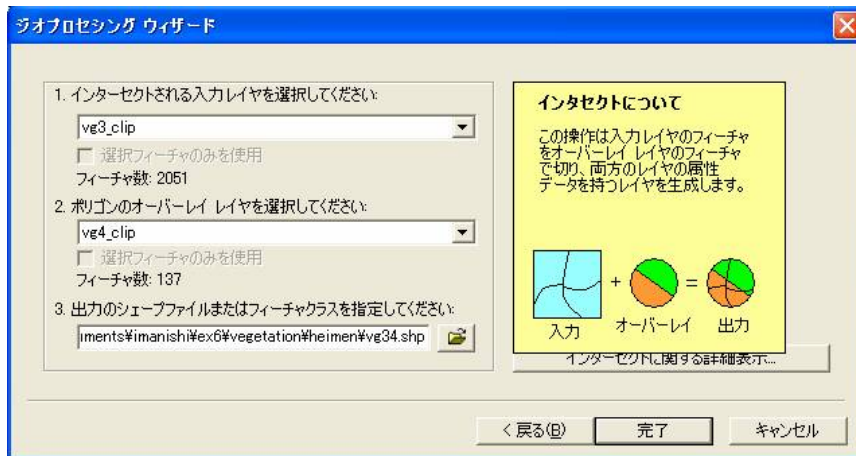 ジオプロセシング ウィザード
1. インターセクトされる入力レイヤを選択してください:
vg3_clip
選択フィーチャのみを使用
フィーチャ数: 2051
2. ポリゴンのオーバーレイ レイヤを選択してください:
vg4_clip
選択フィーチャのみを使用
フィーチャ数: 137
3. 出力のシェープファイルまたはフィーチャクラスを指定してください:
uments¥imanishi¥ex6¥vegetation¥heimen¥vg34.shp
インタセクトについて
この操作は入力レイヤのフィーチャ
をオーバーレイ レイヤのフィーチャ
で切り、両方のレイヤの属性
データを持つレイヤを生成します。
+ =
入力 オーバーレイ 出力
インターセクトに関する詳細表示...
< 戻る(B) 完了 キャンセル